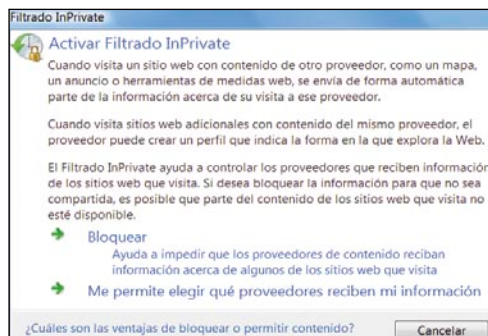 Filtrado InPrivate
Activar Filtrado InPrivate
Cuando visita un sitio web con contenido de otro proveedor, como un mapa,
un anuncio o herramientas de medidas web, se envía de forma automática
parte de la información acerca de su visita a ese proveedor.
Cuando visita sitios web adicionales con contenido del mismo proveedor, el
proveedor puede crear un perfil que indica la forma en la que explora la Web.
El Filtrado InPrivate ayuda a controlar los proveedores que reciben información
de los sitios web que visita. Si desea bloquear la información para que no sea
compartida, es posible que parte del contenido de los sitios web que visita no
esté disponible.
Bloquear
Ayuda a impedir que los proveedores de contenido reciban
información acerca de algunos de los sitios web que visita
Me permite elegir qué proveedores reciben mi información
¿Cuáles son las ventajas de bloquear o permitir contenido?
Cancelar